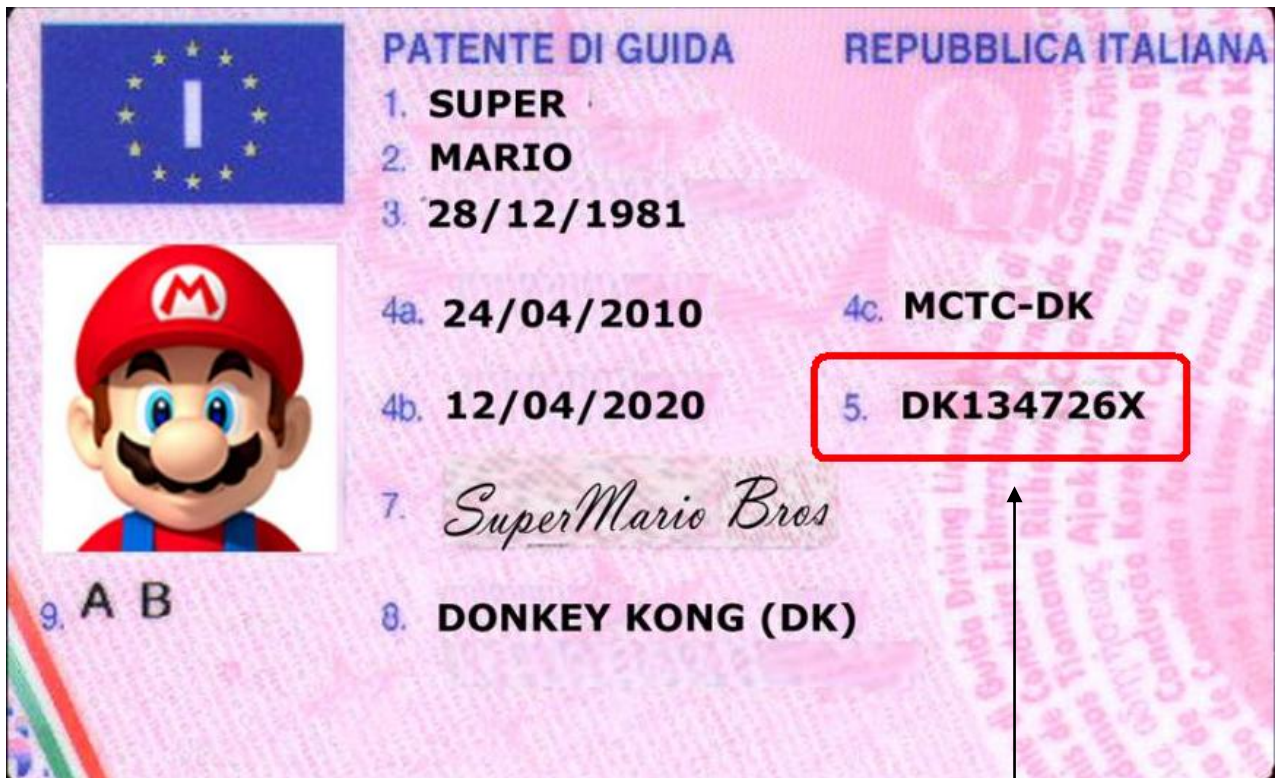 PATENTE DI GUIDA REPUBBLICA ITALIANA
I
1. SUPER
2. MARIO
3. 28/12/1981
M
4a. 24/04/2010 4c. MCTC-DK
4b. 12/04/2020 5. DK134726X
7. SuperMario Bros
9. A B
8. DONKEY KONG (DK)